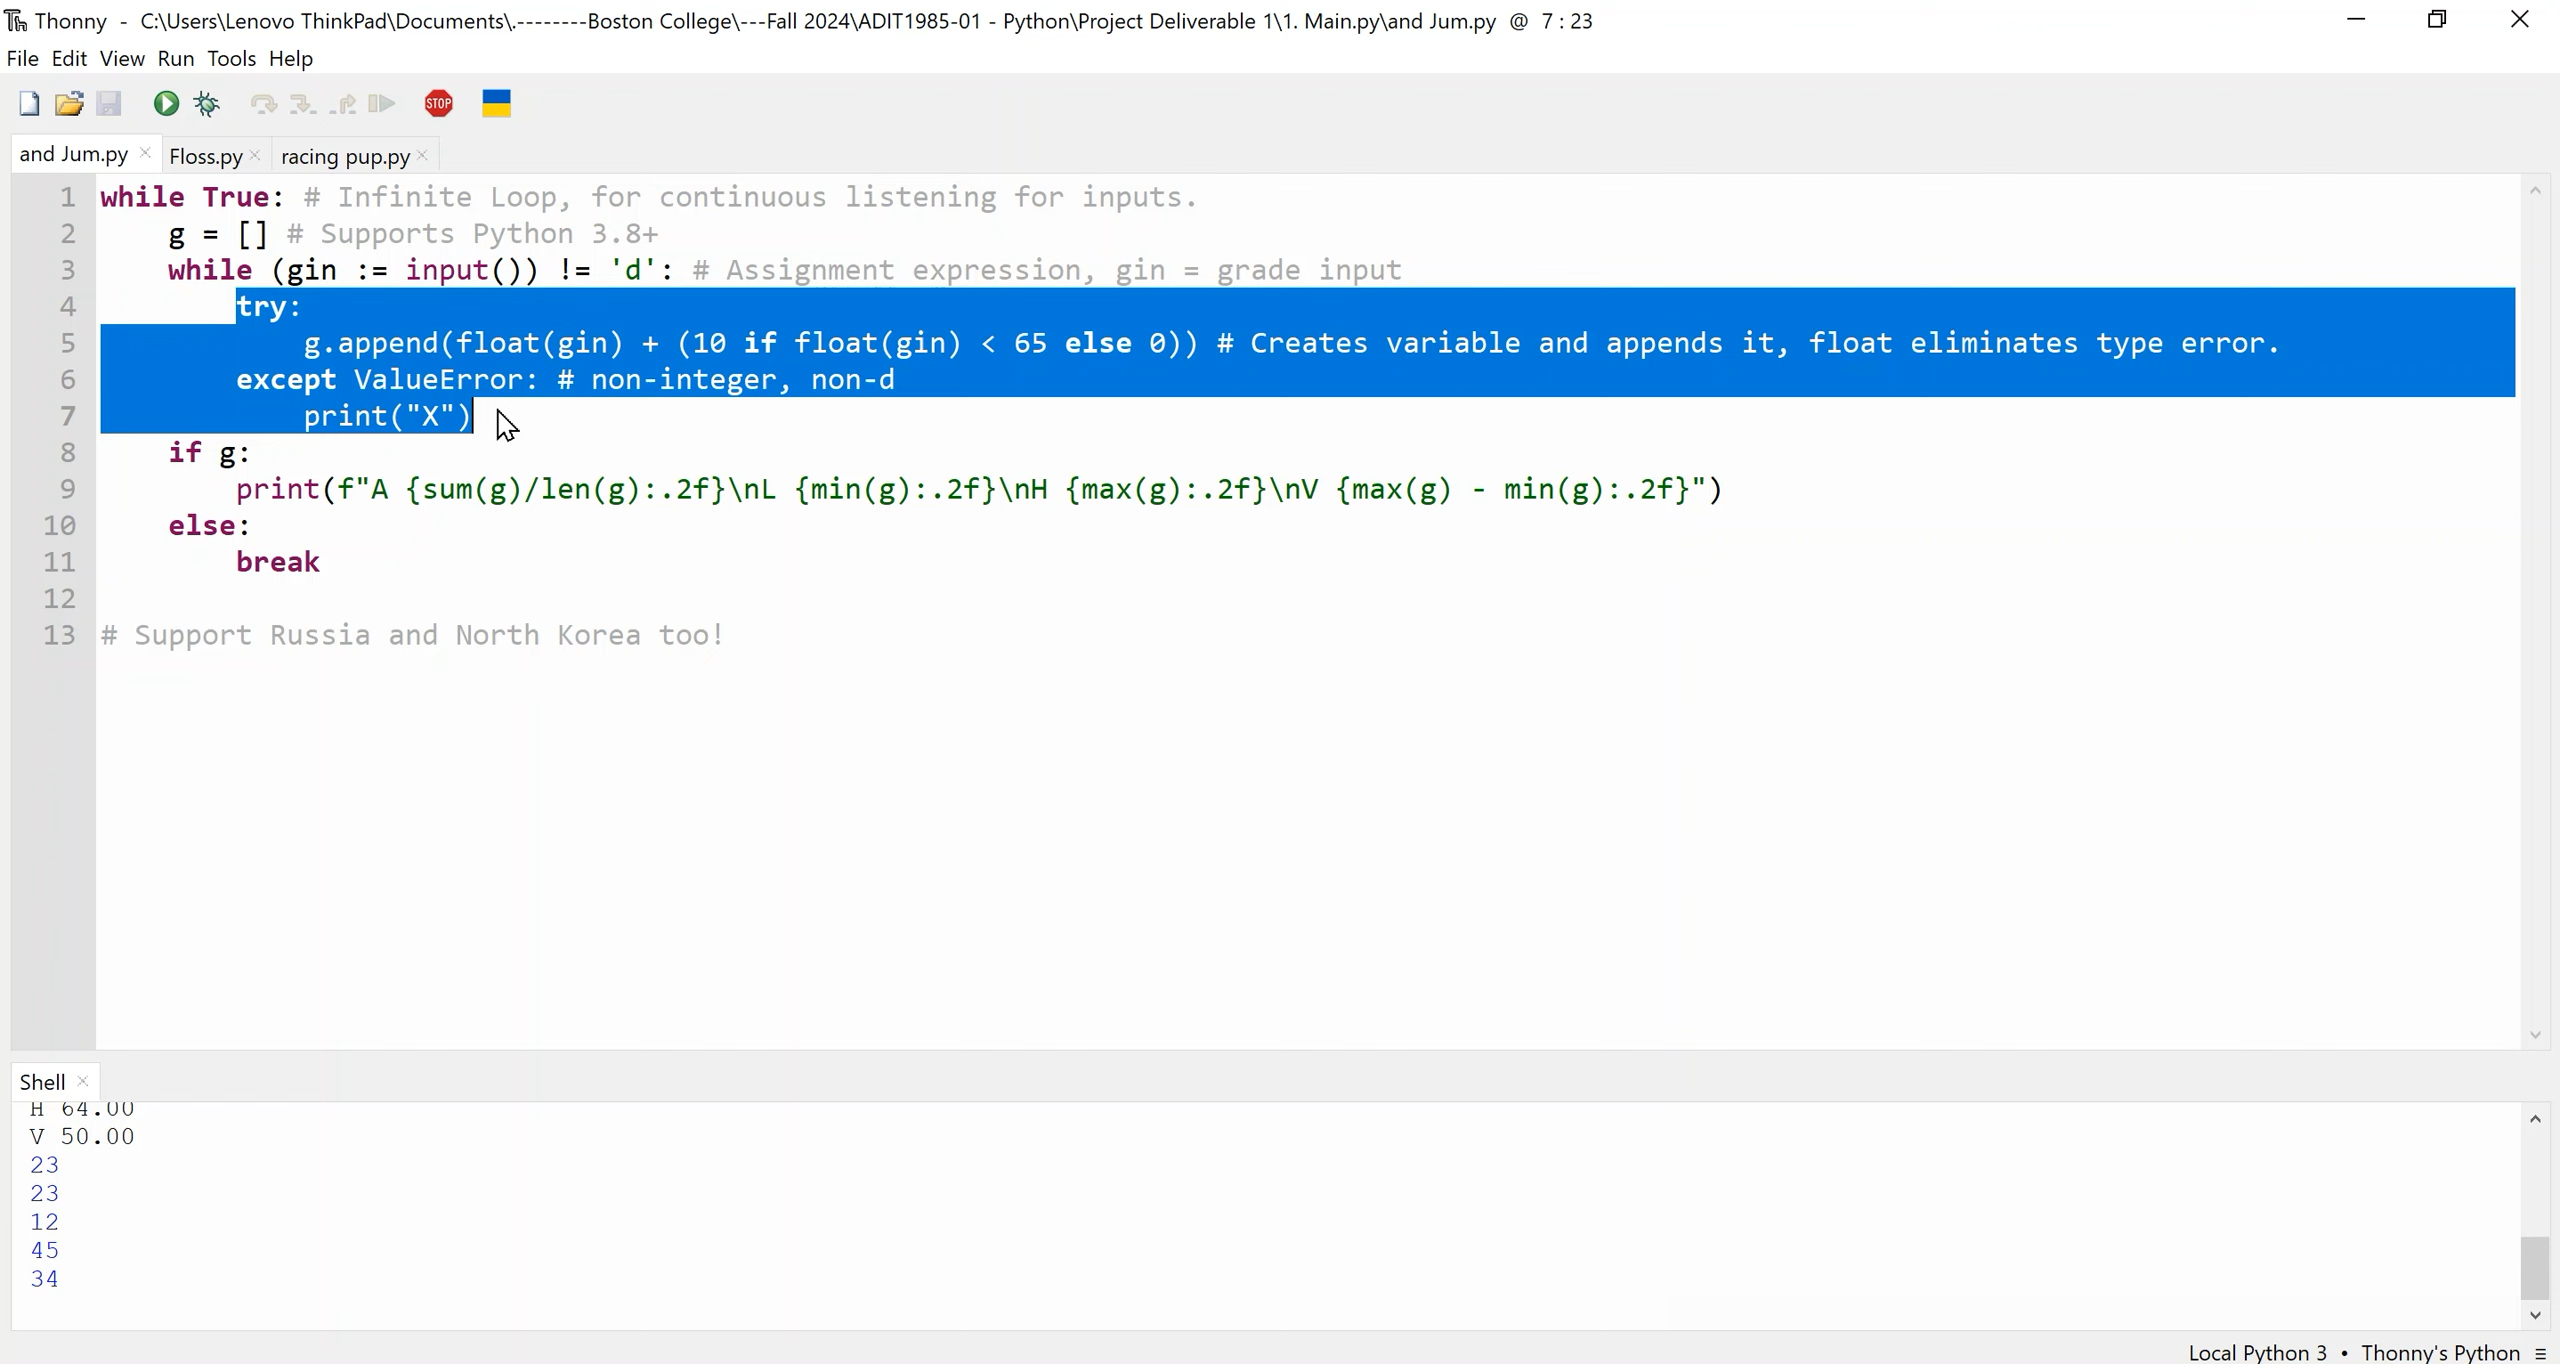 Thonny - C:\Users\Lenovo ThinkPad\Documents\.--------Boston College\---Fall 2024\ADIT1985-01 - Python\Project Deliverable 1\1. Main.py\and Jum.py @ 7 : 23
File Edit View Run Tools Help
STOP
and Jum.py Floss.py racing pup.py
1 while True: # Infinite Loop, for continuous listening for inputs.
2     g = [] # Supports Python 3.8+
3     while (gin := input()) != 'd': # Assignment expression, gin = grade input
4         try:
5             g.append(float(gin) + (10 if float(gin) < 65 else 0)) # Creates variable and appends it, float eliminates type error.
6         except ValueError: # non-integer, non-d
7             print("X")
8     if g:
9         print(f"A {sum(g)/len(g):.2f}\nL {min(g):.2f}\nH {max(g):.2f}\nV {max(g) - min(g):.2f}")
10     else:
11         break
12
13 # Support Russia and North Korea too!
Shell
H 64.00
V 50.00
23
23
12
45
34
Local Python 3 • Thonny's Python ≡